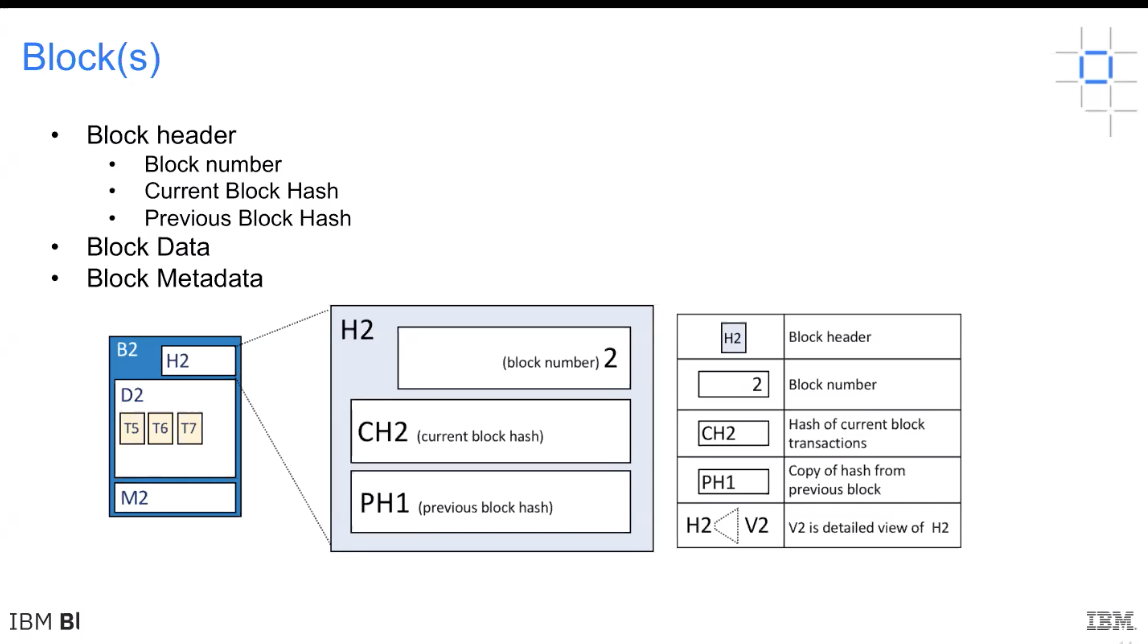 Block(s)
• Block header
• Block number
• Current Block Hash
• Previous Block Hash
• Block Data
• Block Metadata
B2
H2
D2
T5 T6 T7
M2
H2
(block number) 2
CH2 (current block hash)
PH1 (previous block hash)
H2 Block header
2 Block number
CH2 Hash of current block
transactions
PH1 Copy of hash from
previous block
H2 V2 V2 is detailed view of H2
IBM Bl
IBM